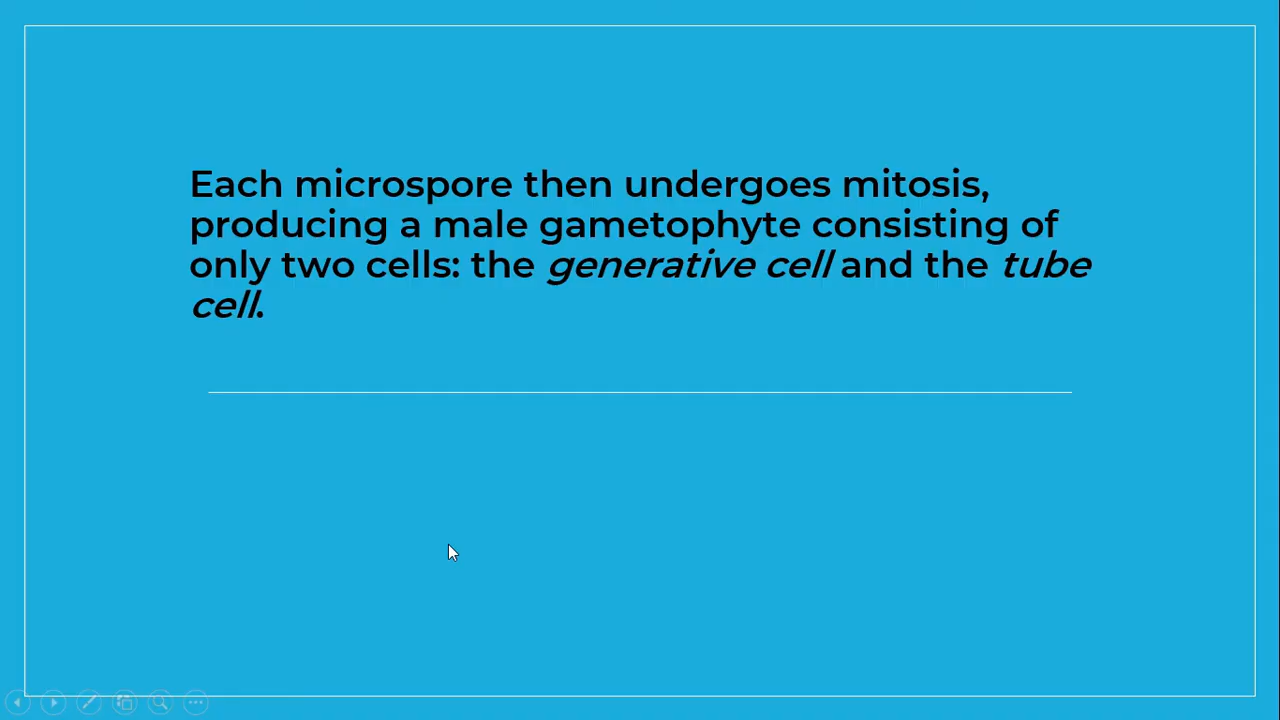 Each microspore then undergoes mitosis,
producing a male gametophyte consisting of
only two cells: the generative cell and the tube
cell.